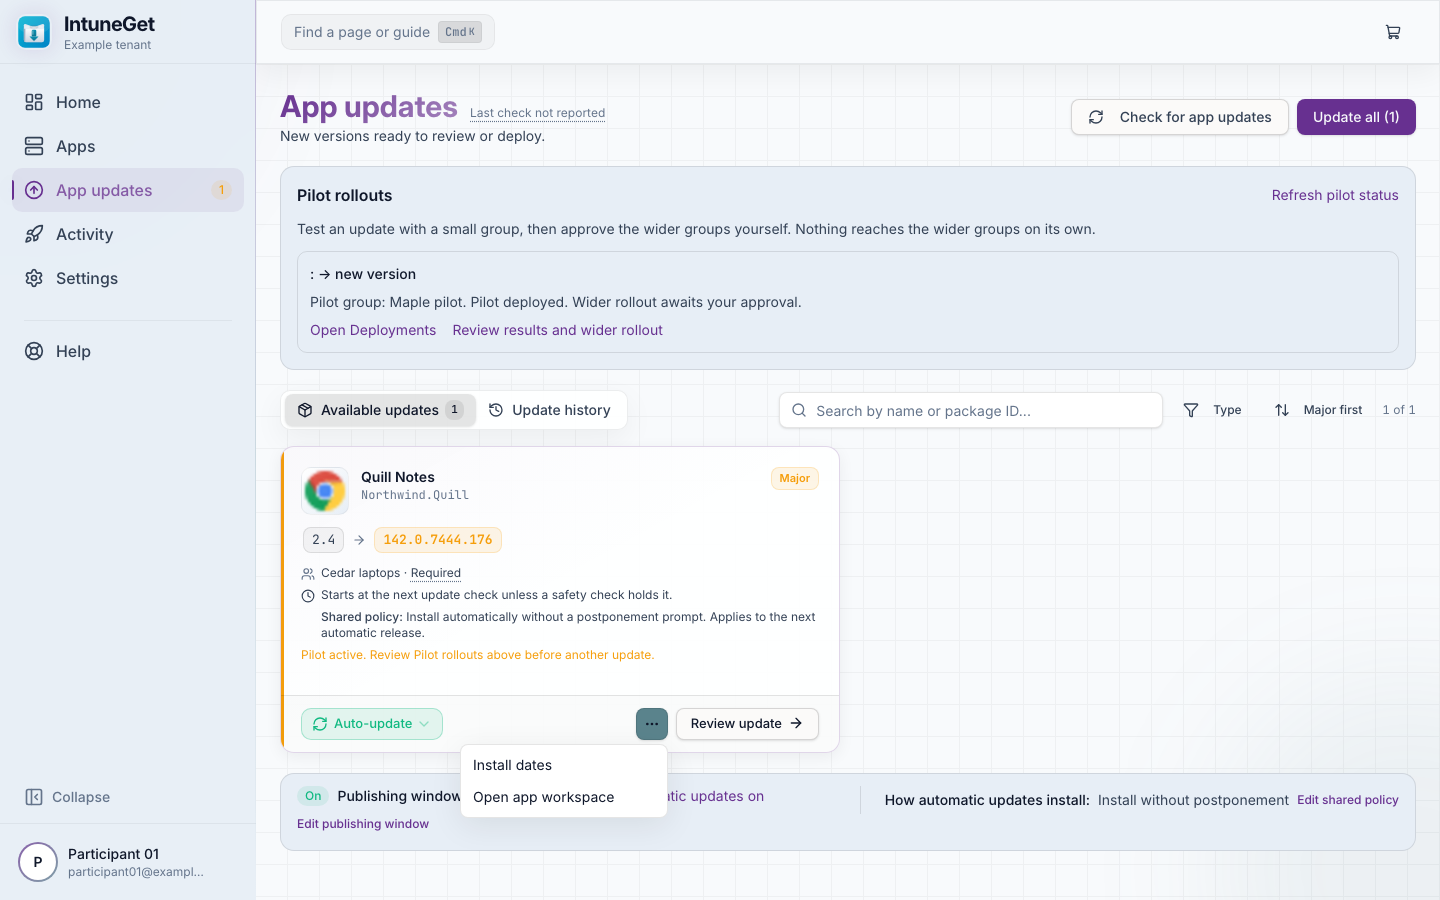 IntuneGet
Example tenant
Find a page or guide
Cmd K
Home
Apps
App updates
1
Activity
Settings
Help
Collapse
P
Participant 01
participant01@exampl...
App updates
Last check not reported
New versions ready to review or deploy.
Check for app updates
Update all (1)
Pilot rollouts
Refresh pilot status
Test an update with a small group, then approve the wider groups yourself. Nothing reaches the wider groups on its own.
: → new version
Pilot group: Maple pilot. Pilot deployed. Wider rollout awaits your approval.
Open Deployments
Review results and wider rollout
Available updates 1
Update history
Search by name or package ID...
Type
Major first
1 of 1
Quill Notes
Northwind.Quill
Major
2.4 → 142.0.7444.176
Cedar laptops · Required
Starts at the next update check unless a safety check holds it.
Shared policy: Install automatically without a postponement prompt. Applies to the next
automatic release.
Pilot active. Review Pilot rollouts above before another update.
Auto-update
...
Review update →
Install dates
Open app workspace
On
Publishing window
atic updates on
Edit publishing window
How automatic updates install: Install without postponement
Edit shared policy